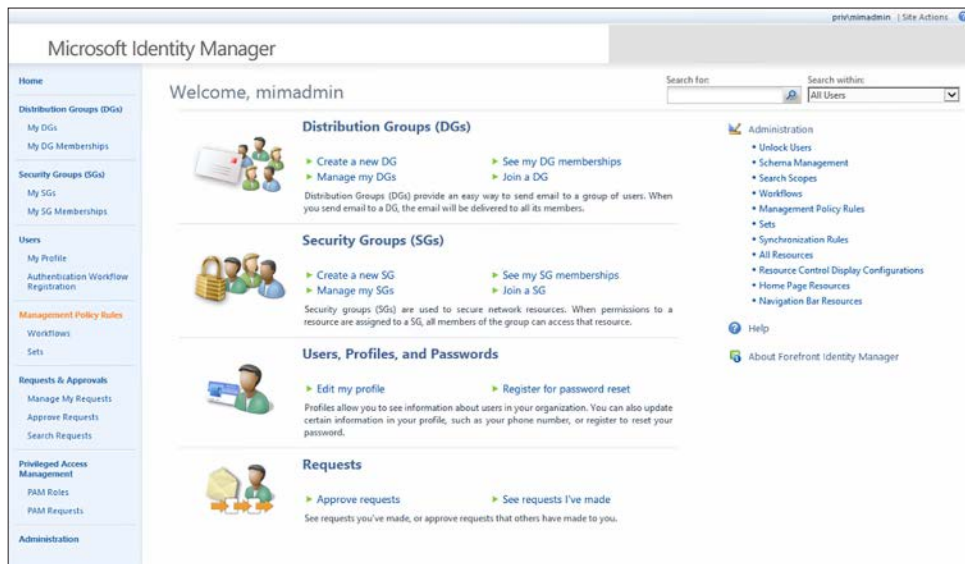 priv\mimadmin | Site Actions
Microsoft Identity Manager
Home
Distribution Groups (DGs)
My DGs
My DG Memberships
Security Groups (SGs)
My SGs
My SG Memberships
Users
My Profile
Authentication Workflow
Registration
Management Policy Rules
Workflows
Sets
Requests & Approvals
Manage My Requests
Approve Requests
Search Requests
Privileged Access
Management
PAM Roles
PAM Requests
Administration
Welcome, mimadmin
Search for:
Search within:
All Users
Distribution Groups (DGs)
Create a new DG
See my DG memberships
Manage my DGs
Join a DG
Distribution Groups (DGs) provide an easy way to send email to a group of users. When
you send email to a DG, the email will be delivered to all its members.
Security Groups (SGs)
Create a new SG
See my SG memberships
Manage my SGs
Join a SG
Security groups (SGs) are used to secure network resources. When permissions to a
resource are assigned to a SG, all members of the group can access that resource.
Users, Profiles, and Passwords
Edit my profile
Register for password reset
Profiles allow you to see information about users in your organization. You can also update
certain information in your profile, such as your phone number, or register to reset your
password.
Requests
Approve requests
See requests I've made
See requests you've made, or approve requests that others have made to you.
Administration
Unlock Users
Schema Management
Search Scopes
Workflows
Management Policy Rules
Sets
Synchronization Rules
All Resources
Resource Control Display Configurations
Home Page Resources
Navigation Bar Resources
Help
About Forefront Identity Manager